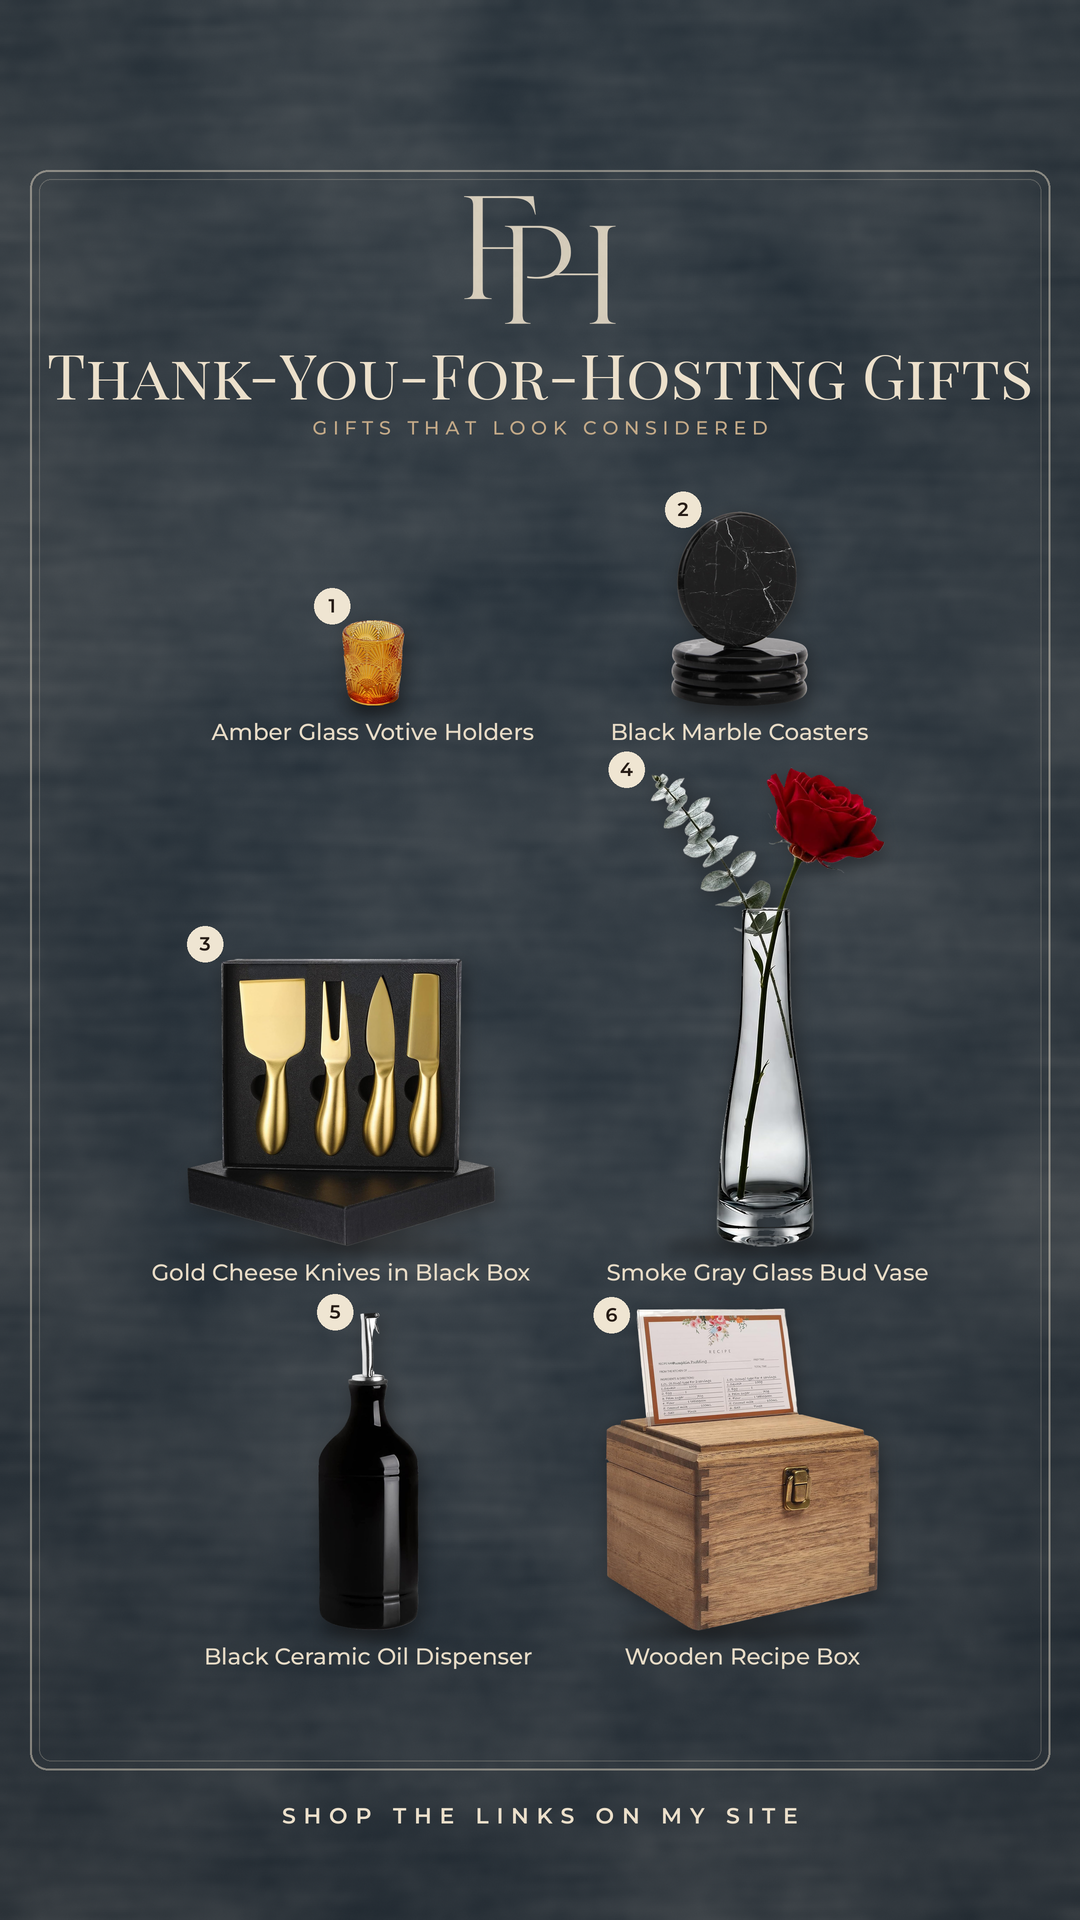 FPH
THANK-YOU-FOR-HOSTING GIFTS
GIFTS THAT LOOK CONSIDERED
1
2
Amber Glass Votive Holders
Black Marble Coasters
3
4
Gold Cheese Knives in Black Box
Smoke Gray Glass Bud Vase
5
6
RECIPE
Black Ceramic Oil Dispenser
Wooden Recipe Box
SHOP THE LINKS ON MY SITE